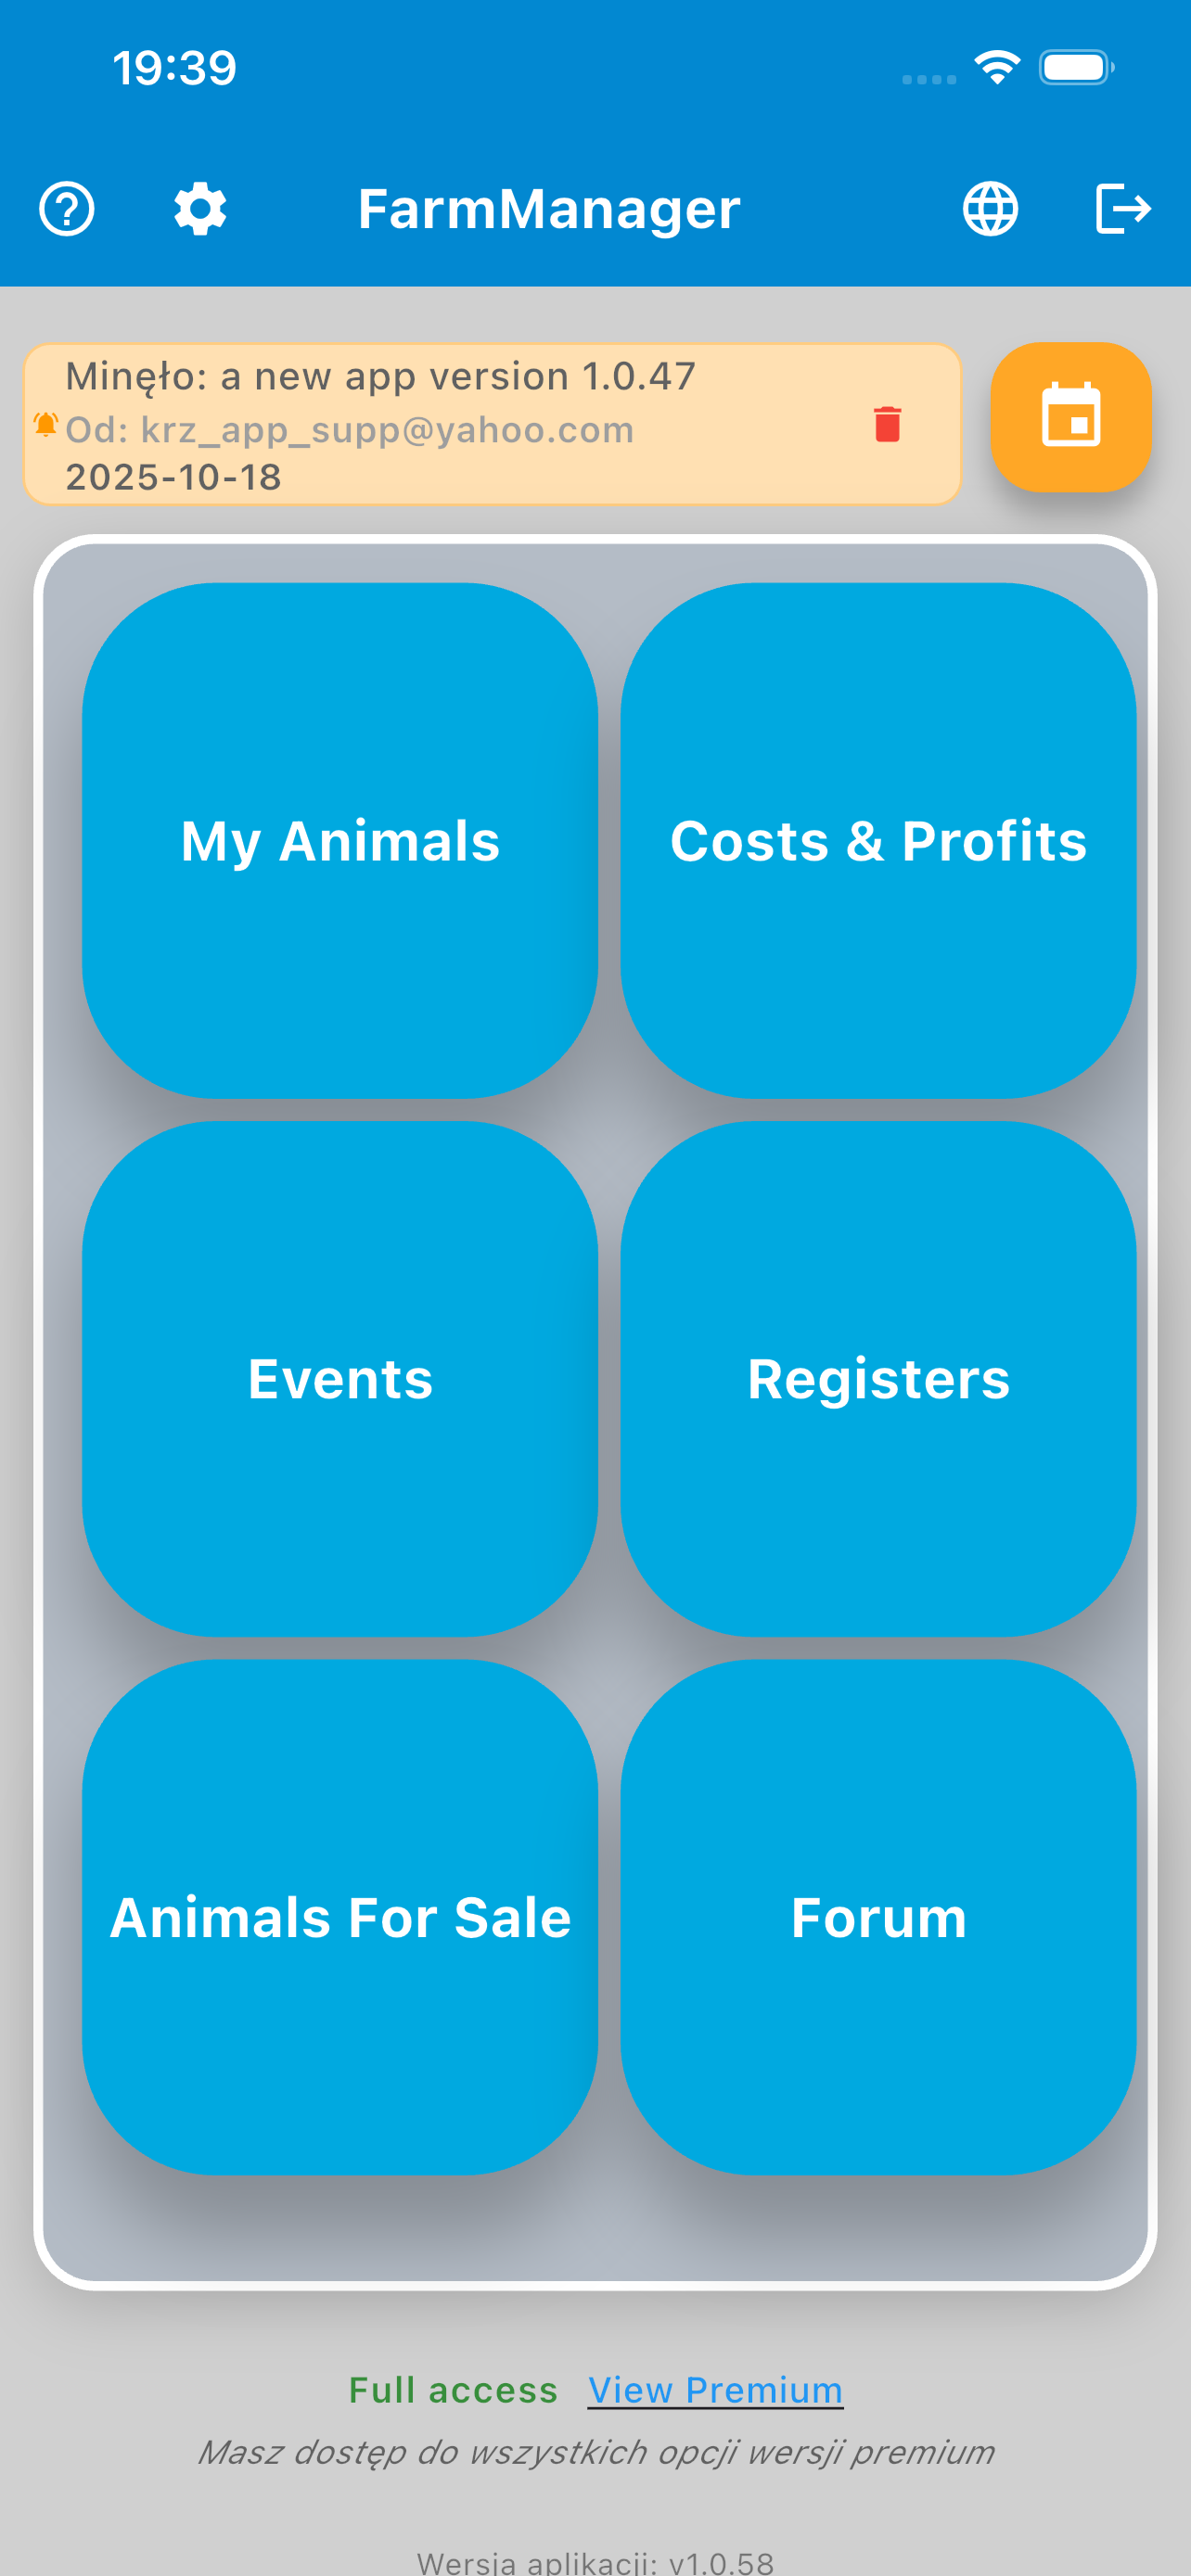 19:39
FarmManager
Minęło: a new app version 1.0.47
Od: krz_app_supp@yahoo.com
2025-10-18
My Animals
Costs & Profits
Events
Registers
Animals For Sale
Forum
Full access View Premium
Masz dostęp do wszystkich opcji wersji premium
Wersja aplikacji: v1.0.58